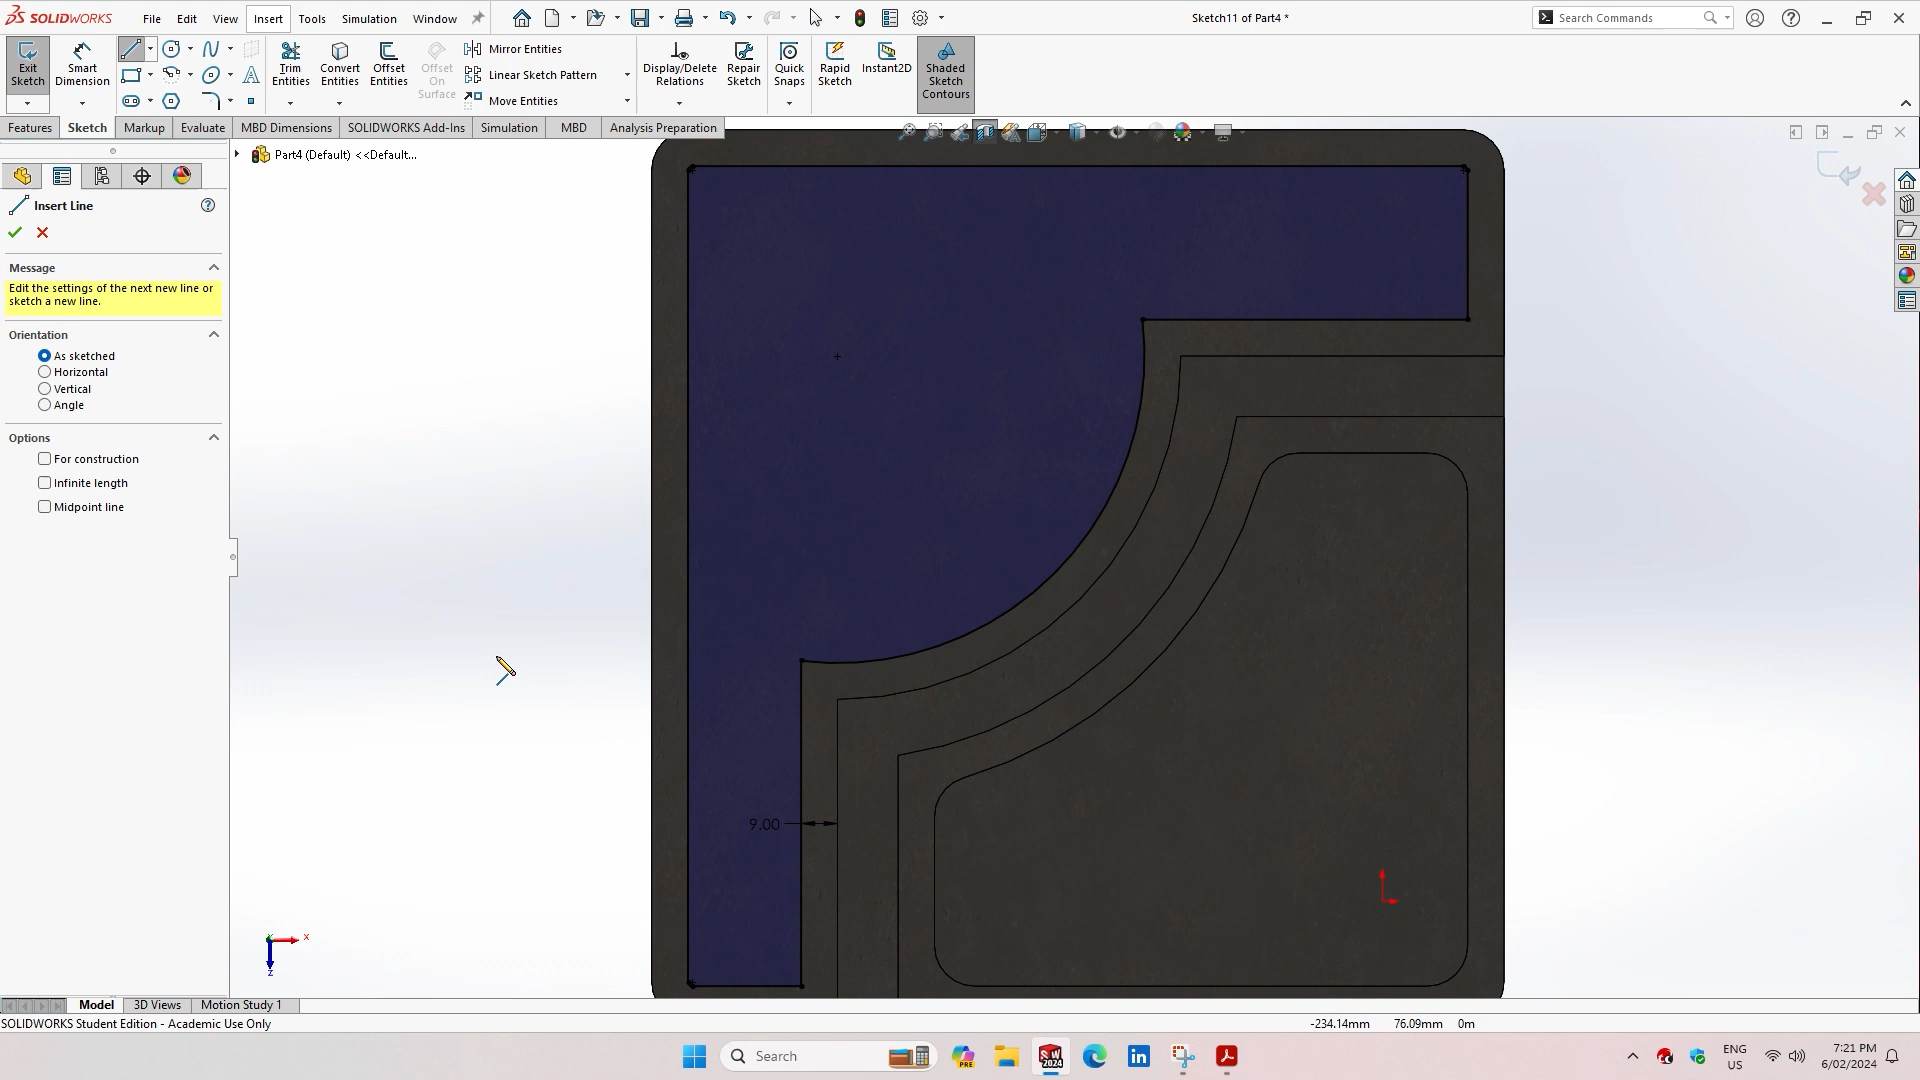 SOLIDWORKS File Edit View Insert Tools Simulation Window Sketch11 of Part4 * Search Commands
Exit Sketch Smart Dimension Trim Entities Convert Entities Offset Entities Offset On Surface Mirror Entities Linear Sketch Pattern Move Entities Display/Delete Relations Repair Sketch Quick Snaps Rapid Sketch Instant2D Shaded Sketch Contours
Features Sketch Markup Evaluate MBD Dimensions SOLIDWORKS Add-Ins Simulation MBD Analysis Preparation
Part4 (Default) <<Default...
Insert Line
Message
Edit the settings of the next new line or
sketch a new line.
Orientation
As sketched
Horizontal
Vertical
Angle
Options
For construction
Infinite length
Midpoint line
9.00
X
Z
Model 3D Views Motion Study 1
SOLIDWORKS Student Edition - Academic Use Only -234.14mm 76.09mm 0m
Search PRE SW 2024 in ENG US 7:21 PM 6/02/2024